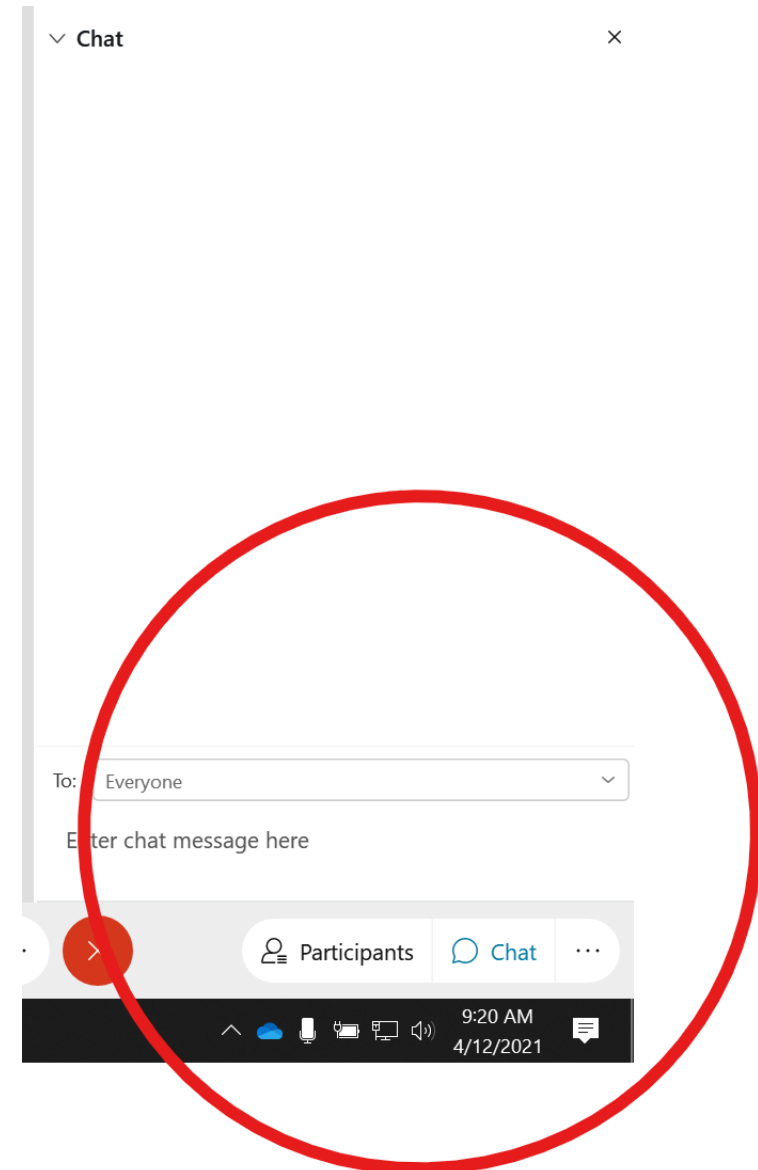 Chat
To: Everyone
Enter chat message here
Participants Chat
9:20 AM
4/12/2021